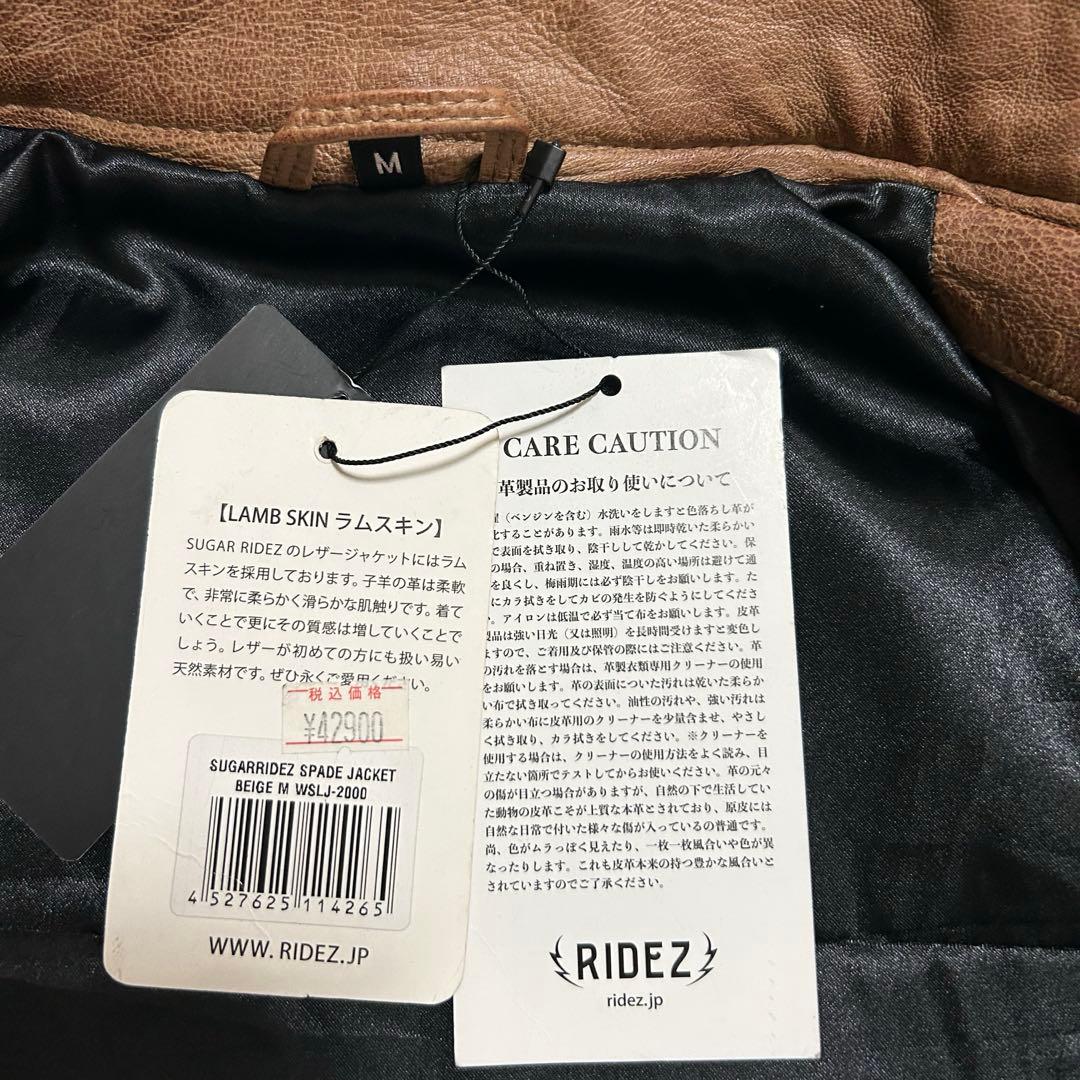 M
【LAMB SKIN ラムスキン】
SUGAR RIDEZ のレザージャケットにはラム
スキンを採用しております。子羊の革は柔軟
で、非常に柔らかく滑らかな肌触りです。着て
いくことで更にその質感は増していくことで
しょう。レザーが初めての方にも扱い易い
天然素材です。ぜひ永くご愛用ください。
税込価格
¥42900
SUGARRIDEZ SPADE JACKET
BEIGE M WSLJ-2000
4 527625 114265
WWW. RIDEZ.JP
CARE CAUTION
革製品のお取り使いについて
（ベンジンを含む）水洗いをしますと色落ちし革が
化することがあります。雨水等は即時乾いた柔らかい
で表面を拭き取り、陰干しして乾かしてください。保
の場合、重ね置き、湿度、温度の高い場所は避けて通
を良くし、梅雨期には必ず陰干しをお願いします。た
にカラ拭きをしてカビの発生を防ぐようにしてくださ
。アイロンは低温で必ず当て布をお願いします。皮革
製品は強い日光（又は照明）を長時間受けますと変色し
ますので、ご着用及び保管の際にはご注意ください。革
の汚れを落とす場合は、革製衣類専用クリーナーの使用
をお願いします。革の表面についた汚れは乾いた柔らか
い布で拭き取ってください。油性の汚れや、強い汚れは
柔らかい布に皮革用のクリーナーを少量含ませ、やさし
く拭き取り、カラ拭きをしてください。※クリーナーを
使用する場合は、クリーナーの使用方法をよく読み、目
立たない箇所でテストしてからお使いください。革の元々
の傷が目立つ場合がありますが、自然の下で生活してい
た動物の皮革こそが上質な本革とされており、原皮には
自然な日常で付いた様々な傷が入っているの普通です。
尚、色がムラっぽく見えたり、一枚一枚風合いや色が異
なったりします。これも皮革本来の持つ豊かな風合いと
されていますのでご了承ください。
RIDEZ
ridez.jp